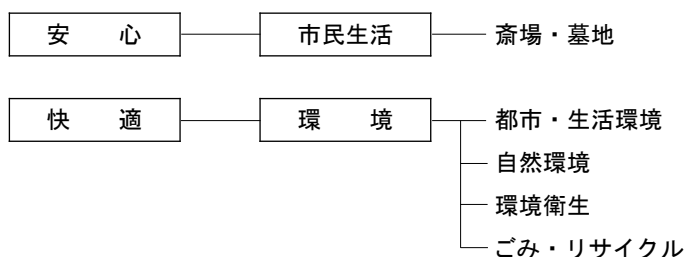 安心 市民生活 斎場・墓地
快適 環境 都市・生活環境
自然環境
環境衛生
ごみ・リサイクル